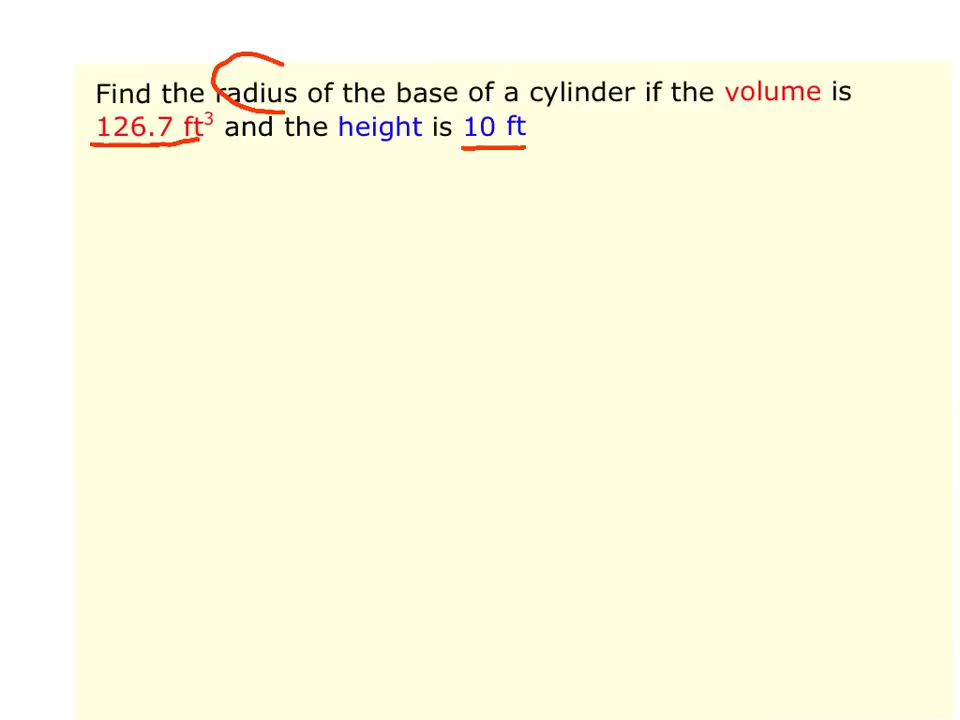 Find the radius of the base of a cylinder if the volume is
126.7 ft³ and the height is 10 ft